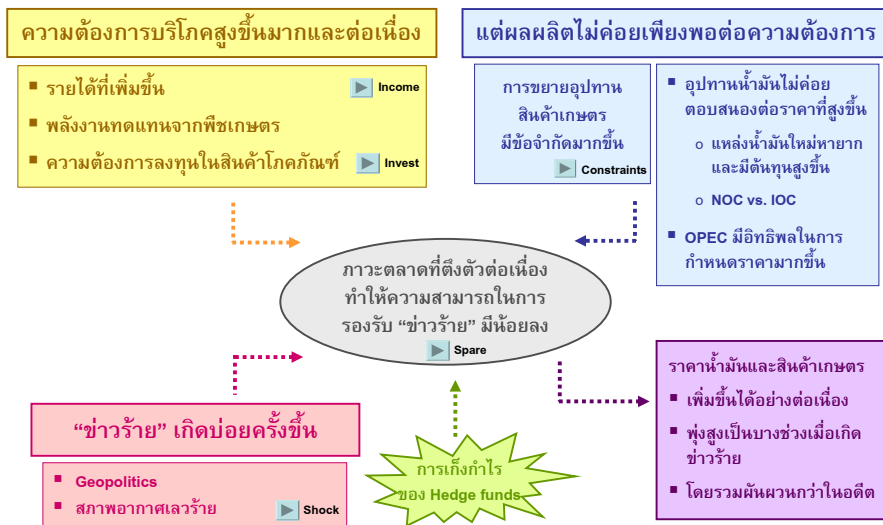 ความต้องการบริโภคสูงขึ้นมากและต่อเนื่อง
รายได้ที่เพิ่มขึ้น
Income
พลังงานทดแทนจากพืชเกษตร
ความต้องการลงทุนในสินค้าโภคภัณฑ์
Invest
แต่ผลผลิตไม่ค่อยเพียงพอต่อความต้องการ
การขยายอุปทาน
สินค้าเกษตร
มีข้อจำกัดมากขึ้น
Constraints
อุปทานน้ำมันไม่ค่อย
ตอบสนองต่อราคาที่สูงขึ้น
o แหล่งน้ำมันใหม่หายาก
และมีต้นทุนสูงขึ้น
o NOC vs. IOC
OPEC มีอิทธิพลในการ
กำหนดราคามากขึ้น
ภาวะตลาดที่ตึงตัวต่อเนื่อง
ทำให้ความสามารถในการ
รองรับ “ข่าวร้าย” มีน้อยลง
Spare
“ข่าวร้าย” เกิดบ่อยครั้งขึ้น
Geopolitics
สภาพอากาศเลวร้าย
Shock
การเก็งกำไร
ของ Hedge funds
ราคาน้ำมันและสินค้าเกษตร
เพิ่มขึ้นได้อย่างต่อเนื่อง
พุ่งสูงเป็นบางช่วงเมื่อเกิด
ข่าวร้าย
โดยรวมผันผวนกว่าในอดีต